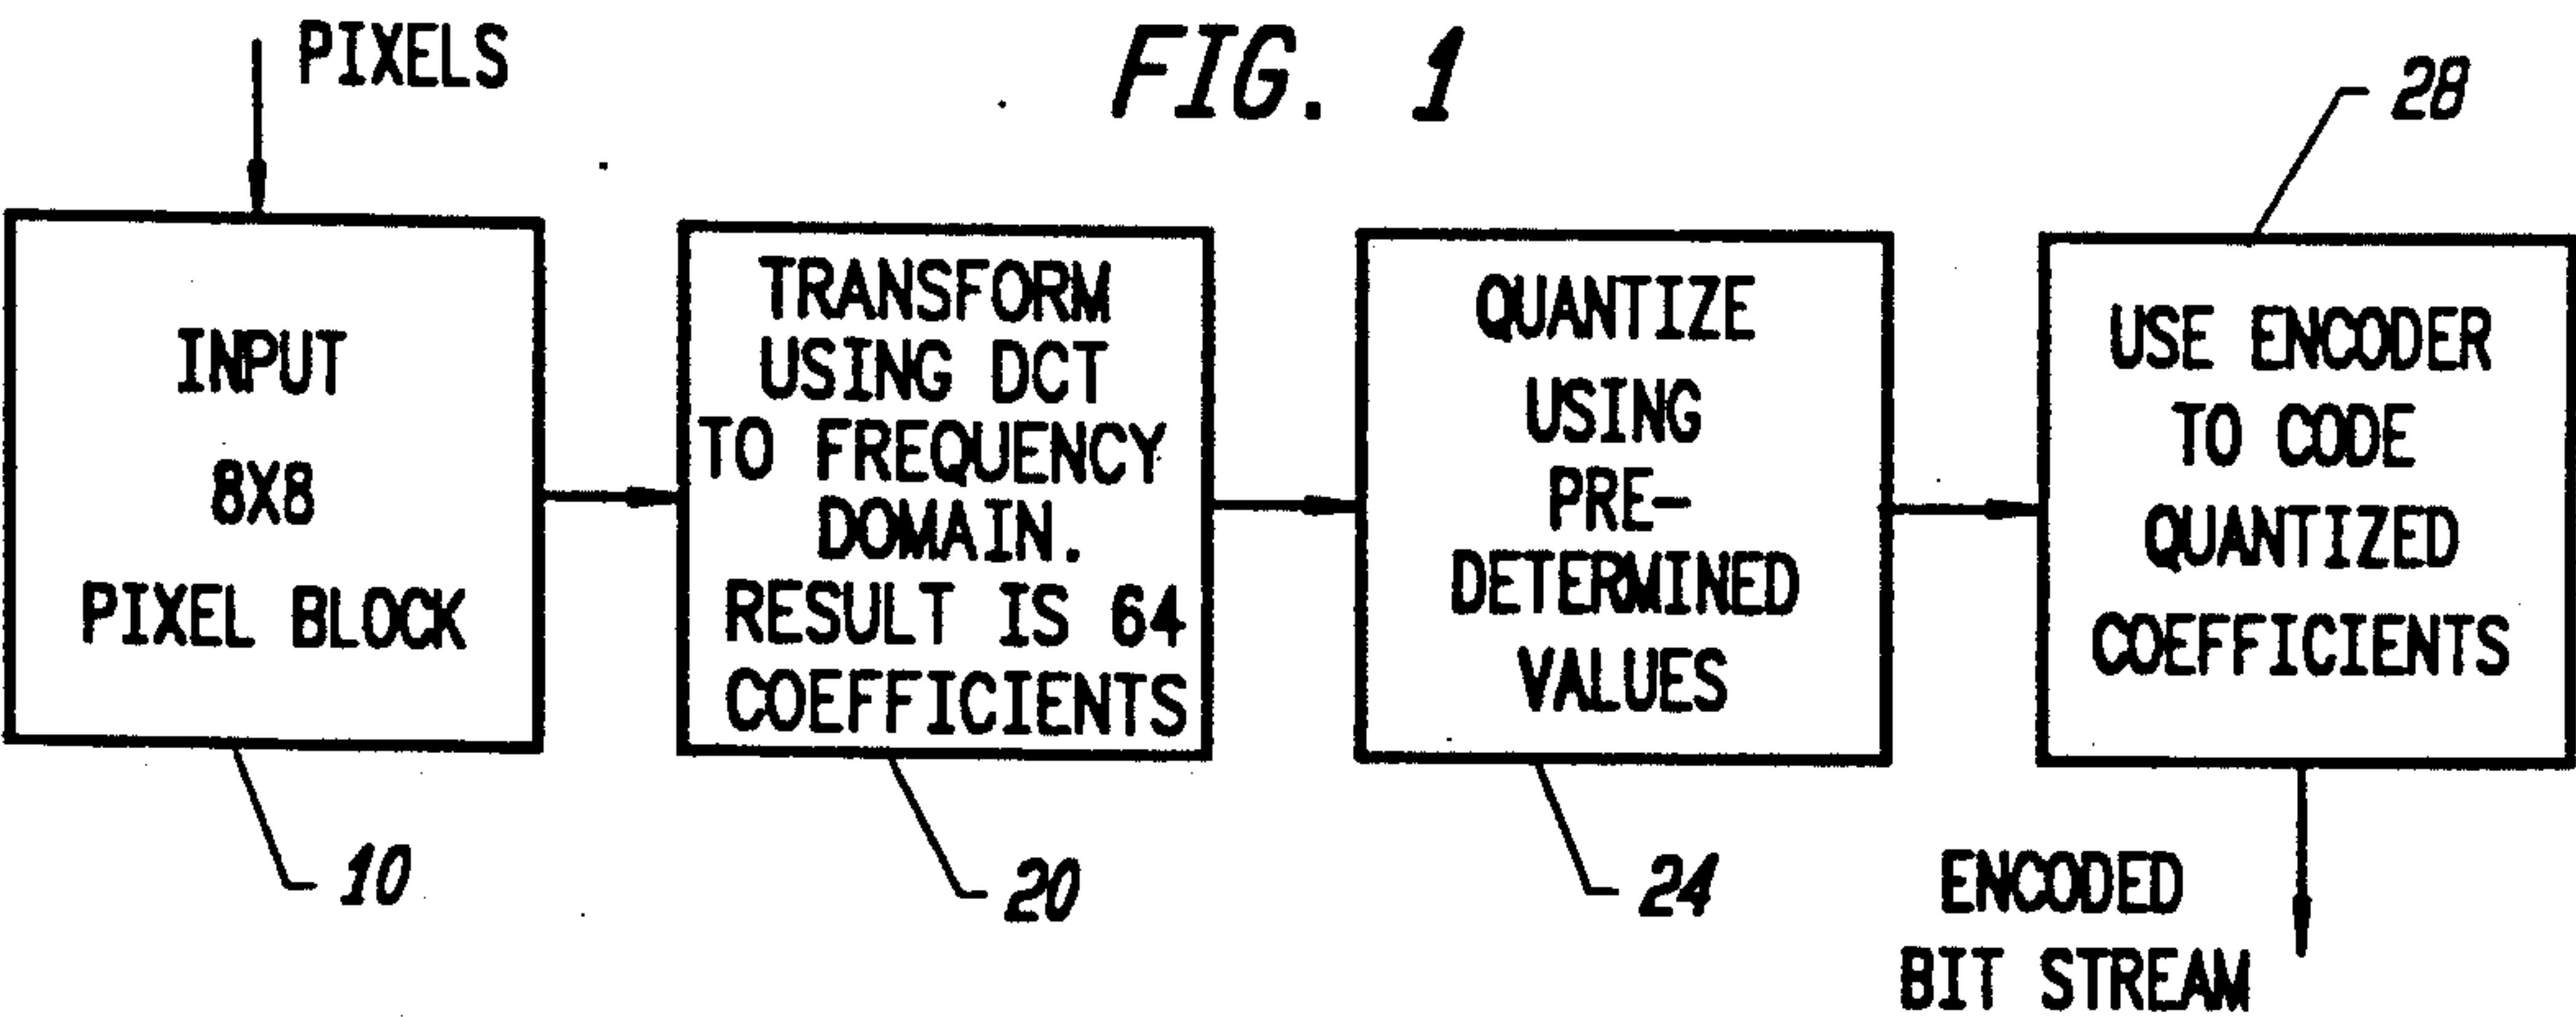 FIG. 1
PIXELS
INPUT
8X8
PIXEL BLOCK
10
TRANSFORM
USING DCT
TO FREQUENCY
DOMAIN.
RESULT IS 64
COEFFICIENTS
20
QUANTIZE
USING
PRE-
DETERMINED
VALUES
24
28
USE ENCODER
TO CODE
QUANTIZED
COEFFICIENTS
ENCODED
BIT STREAM